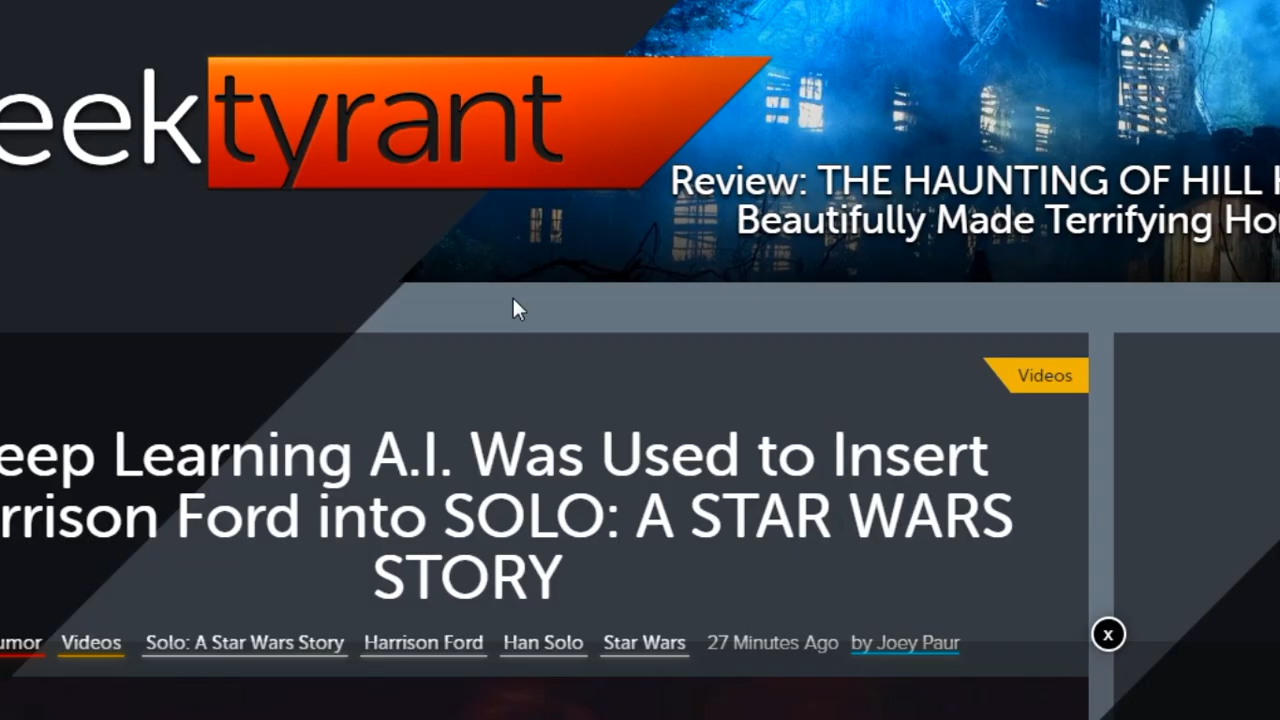 eektyrant
Review: THE HAUNTING OF HILL
Beautifully Made Terrifying
Videos
eep Learning A.I. Was Used to Insert
rrison Ford into SOLO: A STAR WARS
STORY
umor Videos Solo: A Star Wars Story Harrison Ford Han Solo Star Wars 27 Minutes Ago by Joey Paur
x